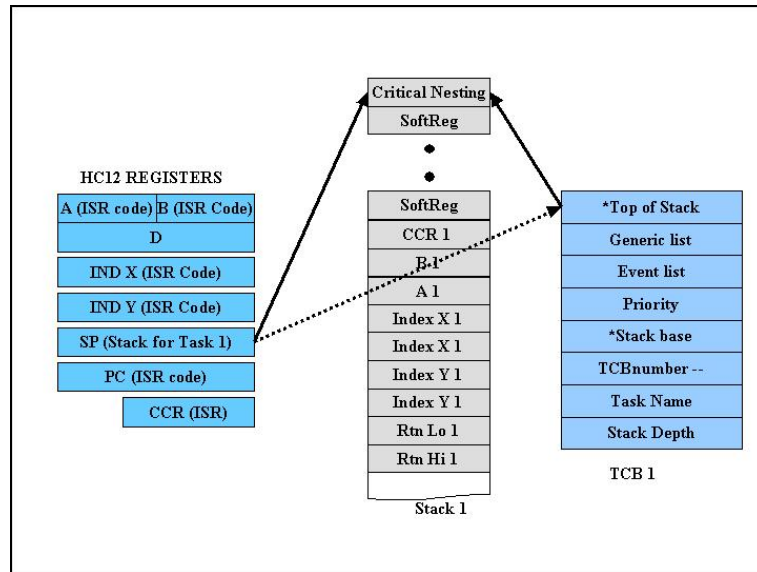 HC12 REGISTERS
A (ISR code) B (ISR Code)
D
IND X (ISR Code)
IND Y (ISR Code)
SP (Stack for Task 1)
PC (ISR code)
CCR (ISR)
Critical Nesting
SoftReg
SoftReg
CCR 1
B 1
A 1
Index X 1
Index X 1
Index Y 1
Index Y 1
Rtn Lo 1
Rtn Hi 1
Stack 1
*Top of Stack
Generic list
Event list
Priority
*Stack base
TCBnumber --
Task Name
Stack Depth
TCB 1